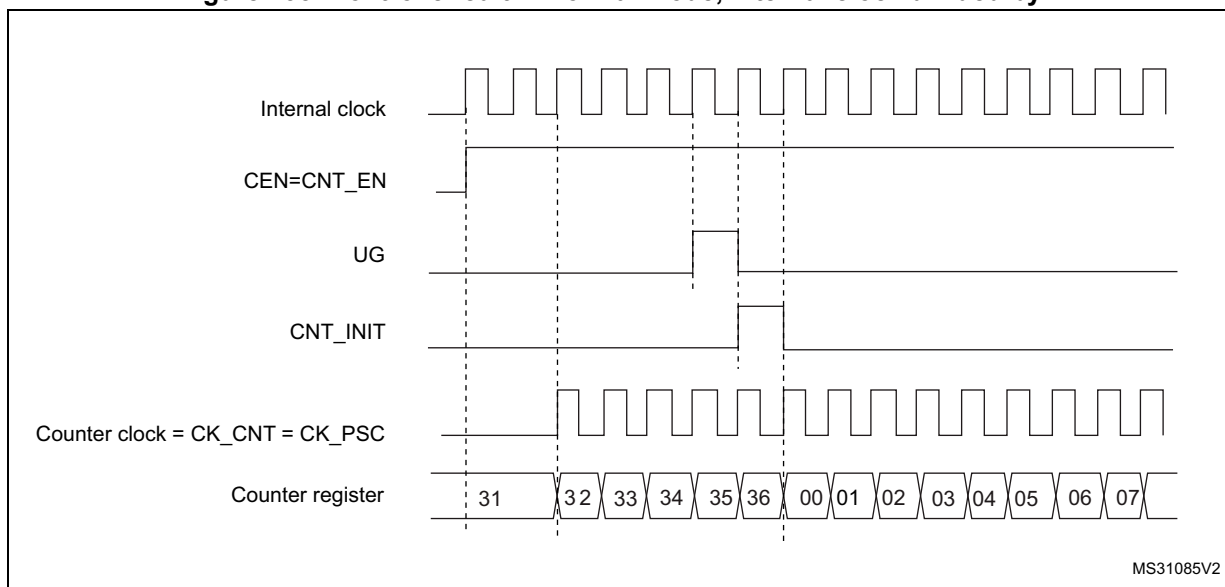 Internal clock
CEN=CNT_EN
UG
CNT_INIT
Counter clock = CK_CNT = CK_PSC
Counter register 31 32 33 34 35 36 00 01 02 03 04 05 06 07
MS31085V2